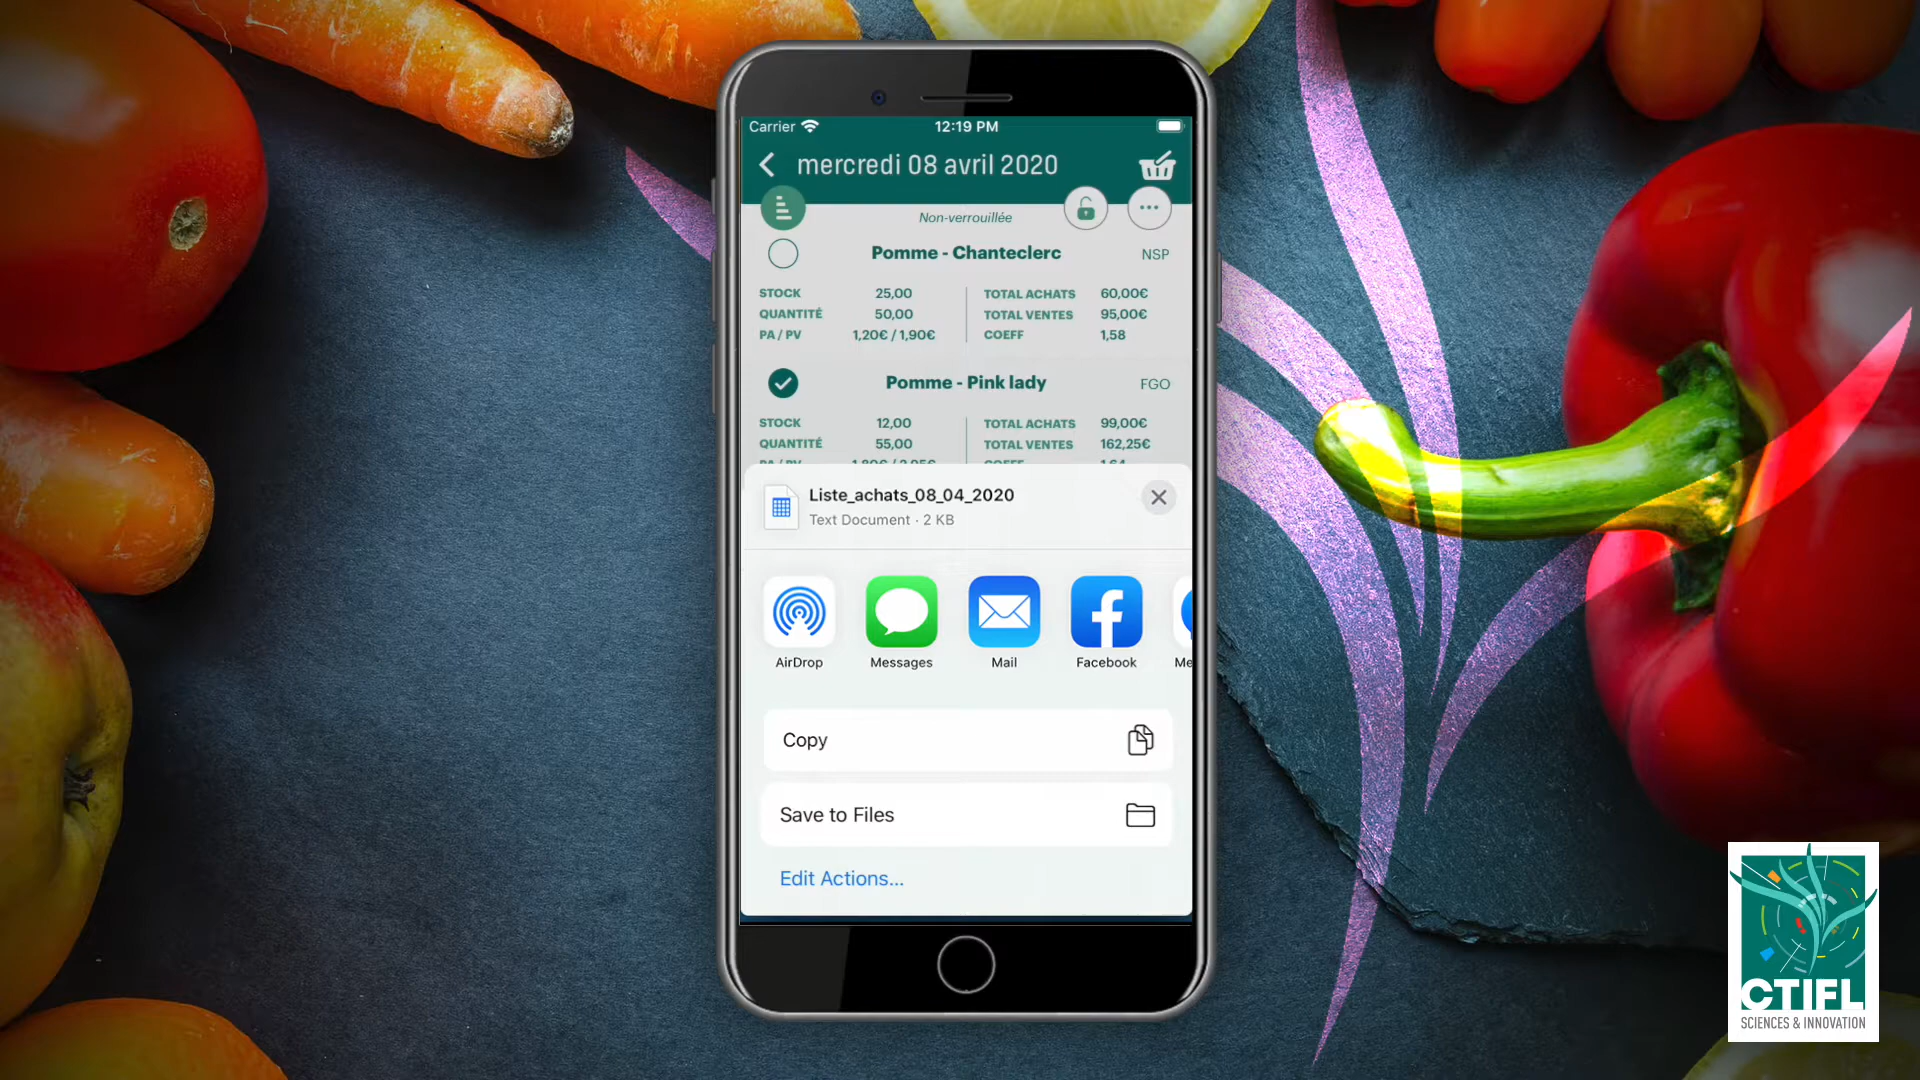 Carrier 12:19 PM
mercredi 08 avril 2020
Non-verrouillée
Pomme - Chanteclerc NSP
STOCK 25,00 TOTAL ACHATS 60,00€
QUANTITÉ 50,00 TOTAL VENTES 95,00€
PA / PV 1,20€ / 1,90€ COEFF 1,58
Pomme - Pink lady FGO
STOCK 12,00 TOTAL ACHATS 99,00€
QUANTITÉ 55,00 TOTAL VENTES 162,25€
Liste_achats_08_04_2020
Text Document · 2 KB
AirDrop Messages Mail Facebook Me
Copy
Save to Files
Edit Actions...
CTIFL
SCIENCES & INNOVATION